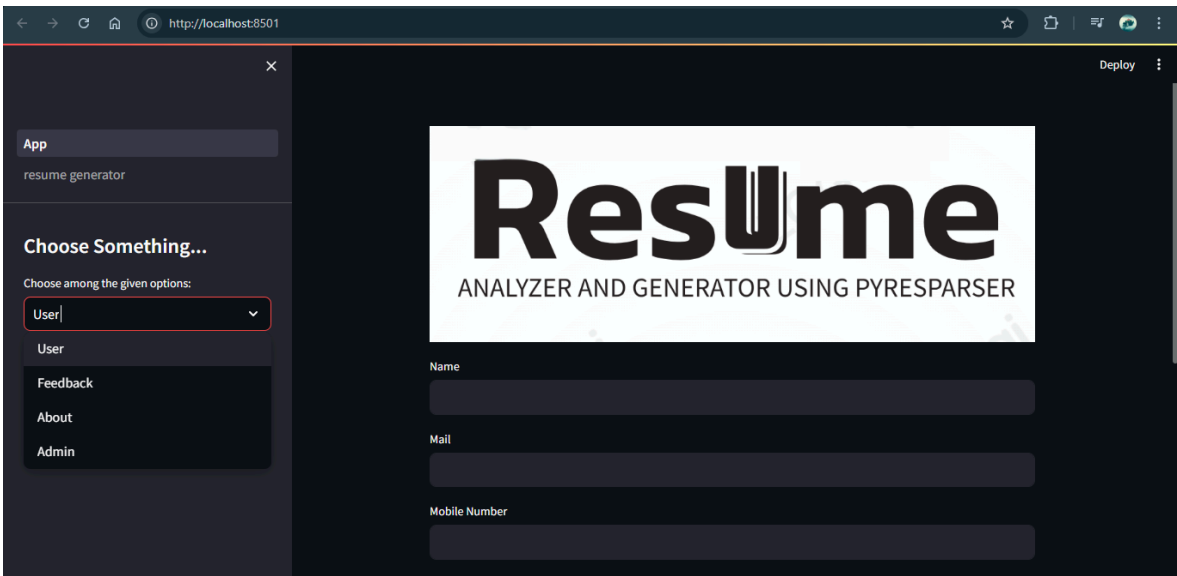 http://localhost:8501
Deploy
App
resume generator
Choose Something...
Choose among the given options:
User
User
Feedback
About
Admin
Resume
ANALYZER AND GENERATOR USING PYRESPARSER
Name
Mail
Mobile Number